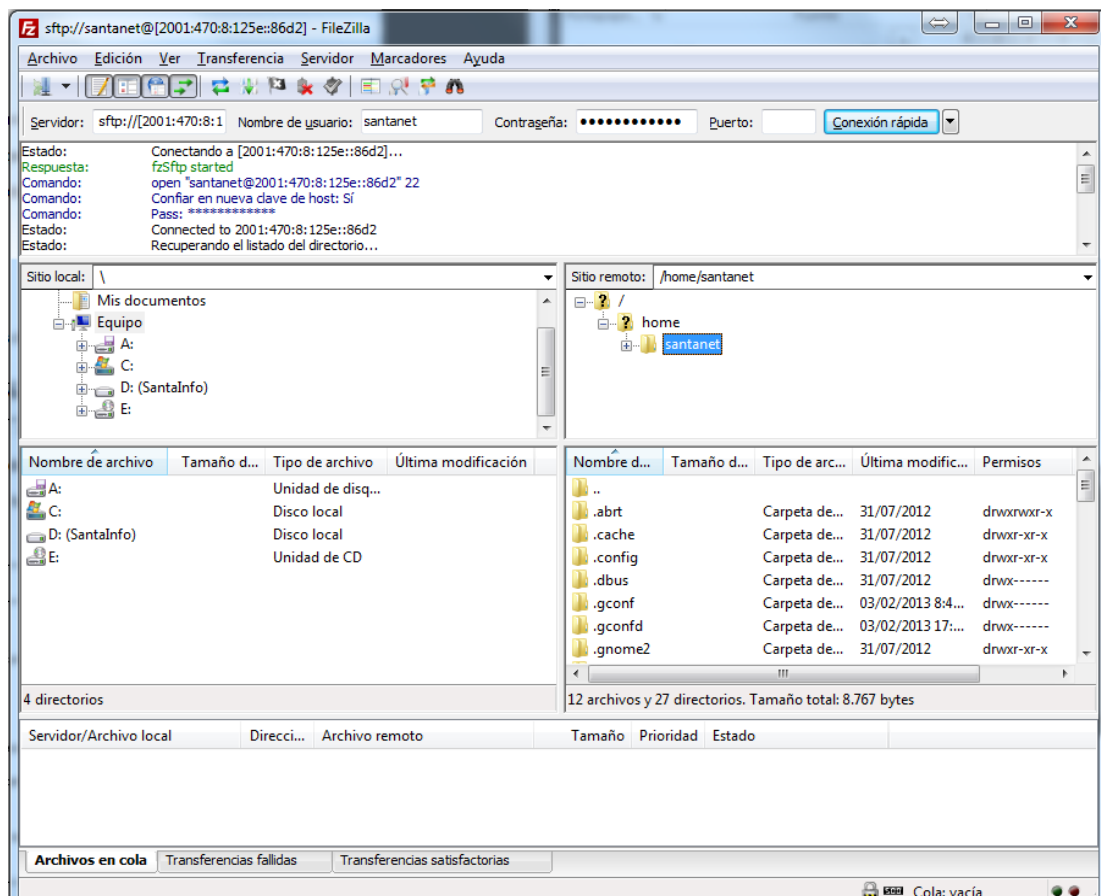 sftp://santanet@[2001:470:8:125e::86d2] - FileZilla
Archivo Edición Ver Transferencia Servidor Marcadores Ayuda
Servidor: sftp://[2001:470:8:1 Nombre de usuario: santanet Contraseña: ●●●●●●●●●●●● Puerto: Conexión rápida
Estado: Conectando a [2001:470:8:125e::86d2]...
Respuesta: fzSftp started
Comando: open "santanet@2001:470:8:125e::86d2" 22
Comando: Confiar en nueva clave de host: Sí
Comando: Pass: ************
Estado: Connected to 2001:470:8:125e::86d2
Estado: Recuperando el listado del directorio...
Sitio local: \
Mis documentos
Equipo
A:
C:
D: (SantaInfo)
E:
Sitio remoto: /home/santanet
/
home
santanet
Nombre de archivo Tamaño d... Tipo de archivo Última modificación
A: Unidad de disq...
C: Disco local
D: (SantaInfo) Disco local
E: Unidad de CD
4 directorios
Nombre d... Tamaño d... Tipo de arc... Última modific... Permisos
..
.abrt Carpeta de... 31/07/2012 drwxrwxr-x
.cache Carpeta de... 31/07/2012 drwxr-xr-x
.config Carpeta de... 31/07/2012 drwxr-xr-x
.dbus Carpeta de... 31/07/2012 drwx------
.gconf Carpeta de... 03/02/2013 8:4... drwx------
.gconfd Carpeta de... 03/02/2013 17:... drwx------
.gnome2 Carpeta de... 31/07/2012 drwxr-xr-x
12 archivos y 27 directorios. Tamaño total: 8.767 bytes
Servidor/Archivo local Direcci... Archivo remoto Tamaño Prioridad Estado
Archivos en cola Transferencias fallidas Transferencias satisfactorias
Cola: vacía